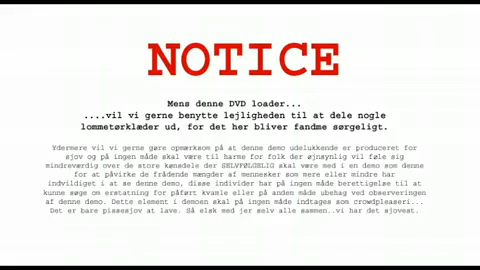 NOTICE
Mens denne DVD loader...
....vil vi gerne benytte lejligheden til at dele nogle
lommetørklæder ud, for det her bliver fandme sørgeligt.
Ydermere vil vi gerne gøre opmærksom på at denne demo udelukkende er produceret for
sjov og på ingen måde skal være til harme for folk der øjnsynlig vil føle sig
mindreværdig over de store kønsdele der SELVFØLGELIG skal være med i en demo som denne
for at påvirke de frådende mængder af mennesker som mere eller mindre har
indvildiget i at se denne demo, disse individer har på ingen måde berettigelse til at
kunne søge om erstatning for påført kvamle eller på anden måde ubehag ved observeringen
af denne demo. Dette element i demoen skal på ingen måde indtages som crowdpleaseri...
Det er bare pissesjov at lave. Så elsk med jer selv alle sammen..vi har det sjovest.